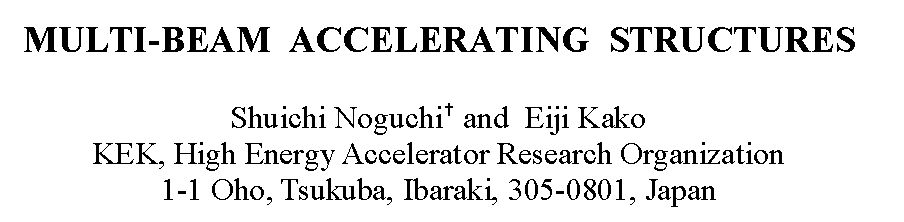 MULTI-BEAM ACCELERATING STRUCTURES
Shuichi Noguchi† and Eiji Kako
KEK, High Energy Accelerator Research Organization
1-1 Oho, Tsukuba, Ibaraki, 305-0801, Japan